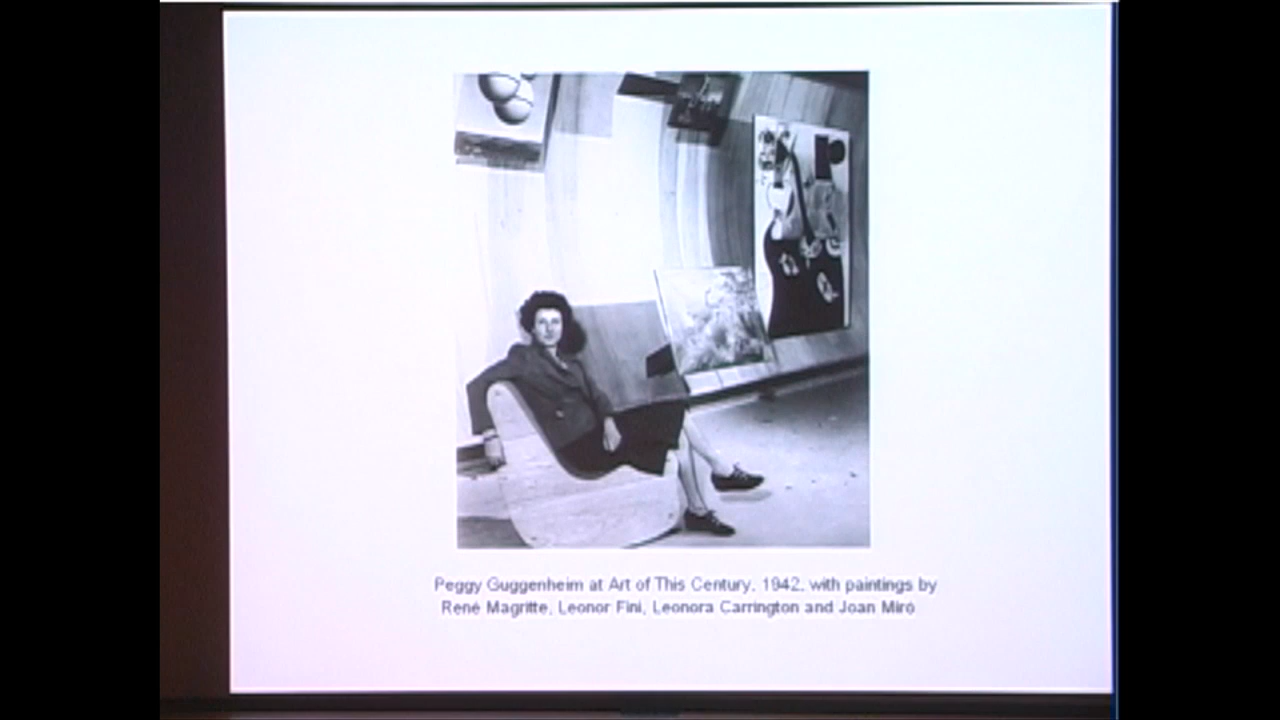 Peggy Guggenheim at Art of This Century, 1942, with paintings by
René Magritte, Leonor Fini, Leonora Carrington and Joan Miró